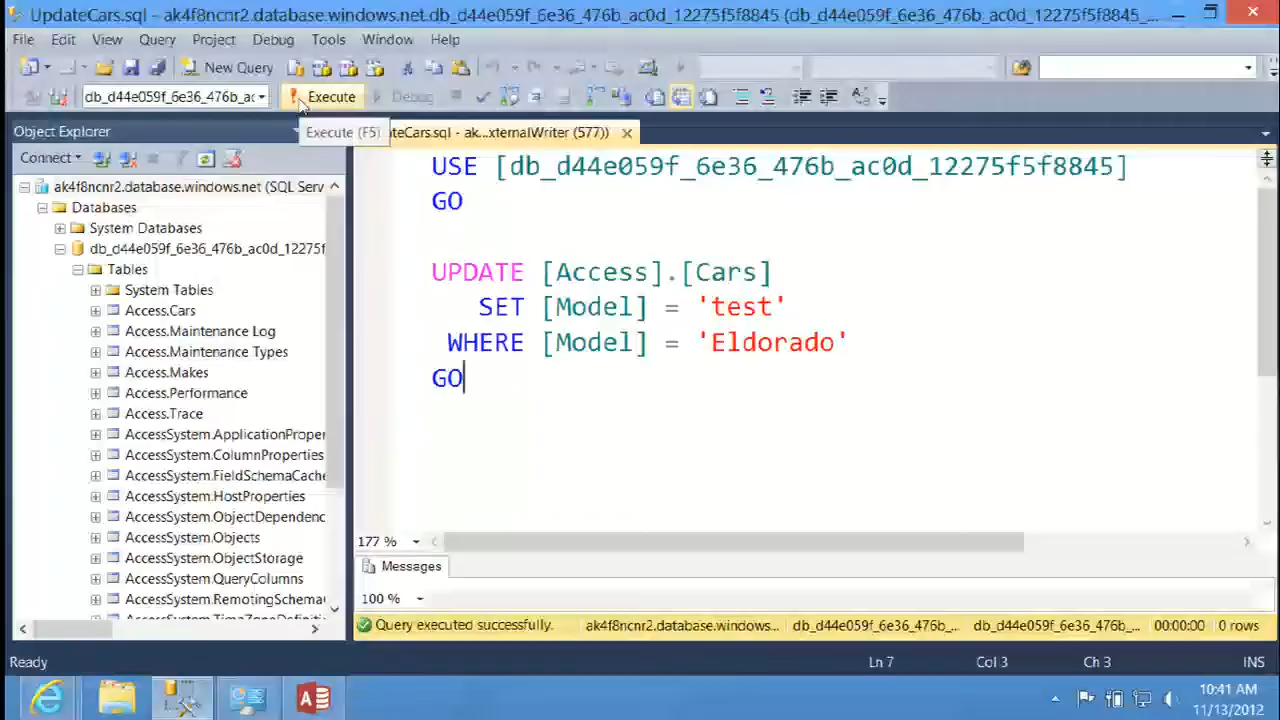 UpdateCars.sql - ak4f8ncnr2.database.windows.net.db_d44e059f_6e36_476b_ac0d_12275f5f8845 (db_d44e059f_6e36_476b_ac0d_12275f5f8845_...
File Edit View Query Project Debug Tools Window Help
New Query
db_d44e059f_6e36_476b_ac Execute Debug
Execute (F5)
Object Explorer
ateCars.sql - ak...xternalWriter (577))
Connect
ak4f8ncnr2.database.windows.net (SQL Serv
Databases
System Databases
db_d44e059f_6e36_476b_ac0d_12275f
Tables
System Tables
Access.Cars
Access.Maintenance Log
Access.Maintenance Types
Access.Makes
Access.Performance
Access.Trace
AccessSystem.ApplicationProper
AccessSystem.ColumnProperties
AccessSystem.FieldSchemaCache
AccessSystem.HostProperties
AccessSystem.ObjectDependenc
AccessSystem.Objects
AccessSystem.ObjectStorage
AccessSystem.QueryColumns
AccessSystem.RemotingSchema
USE [db_d44e059f_6e36_476b_ac0d_12275f5f8845]
GO
UPDATE [Access].[Cars]
SET [Model] = 'test'
WHERE [Model] = 'Eldorado'
GO
177 %
Messages
100 %
Query executed successfully. ak4f8ncnr2.database.windows... db_d44e059f_6e36_476b_... db_d44e059f_6e36_476b_... 00:00:00 0 rows
Ready Ln 7 Col 3 Ch 3 INS
10:41 AM
11/13/2012